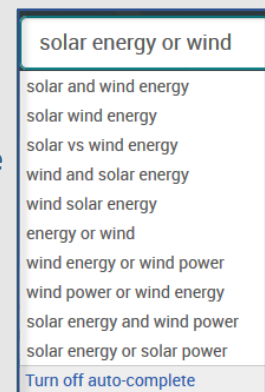 solar energy or wind
solar and wind energy
solar wind energy
solar vs wind energy
wind and solar energy
wind solar energy
energy or wind
wind energy or wind power
wind power or wind energy
solar energy and wind power
solar energy or solar power
Turn off auto-complete